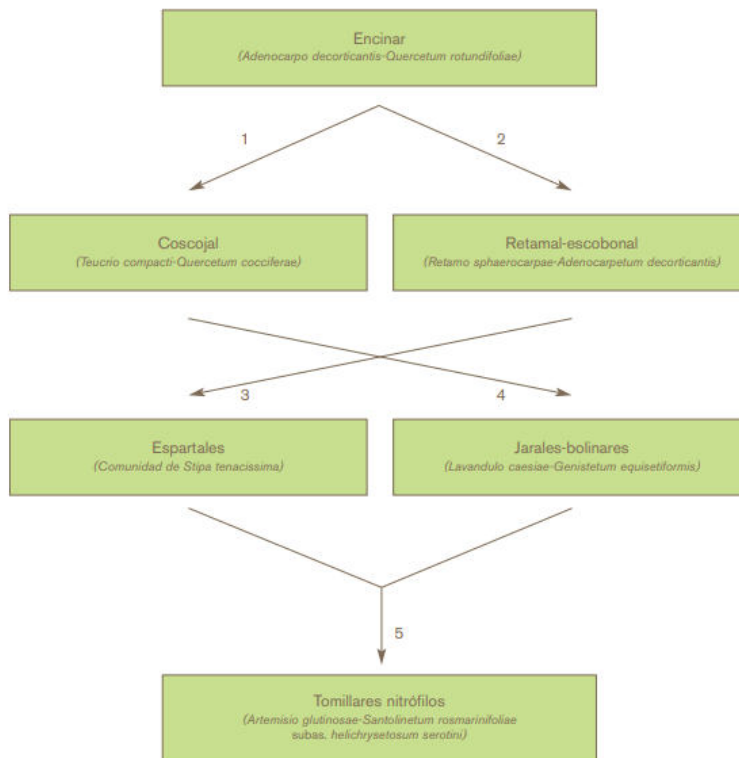 Encinar
(Adenocarpo decorticantis-Quercetum rotundifoliae)
1
2
Coscojal
(Teucrio compacti-Quercetum cocciferae)
Retamal-escobonal
(Retamo sphaerocarpae-Adenocarpetum decorticantis)
3
4
Espartales
(Comunidad de Stipa tenacissima)
Jarales-bolinares
(Lavandulo caesiae-Genistetum equisetiformis)
5
Tomillares nitrófilos
(Artemisio glutinosae-Santolinetum rosmarinifoliae
subas. helichrysetosum serotini)